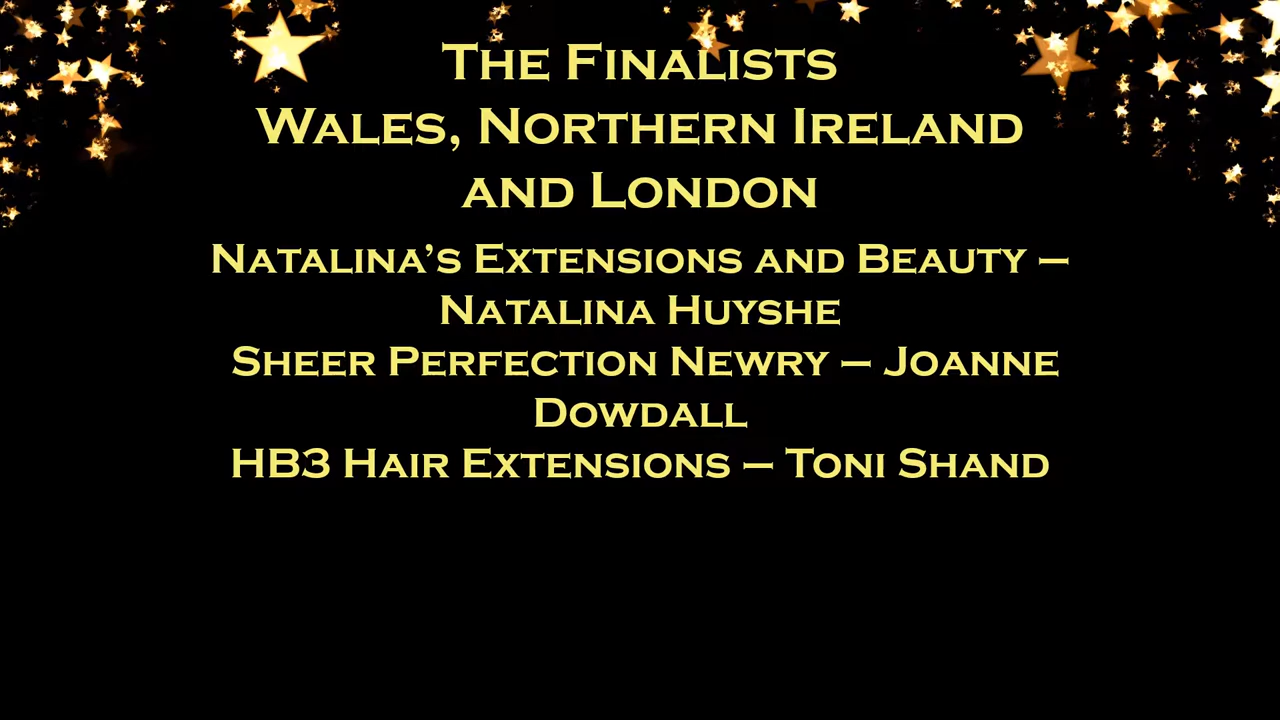 The Finalists
Wales, Northern Ireland
and London
Natalina’s Extensions and Beauty –
Natalina Huyshe
Sheer Perfection Newry – Joanne
Dowdall
HB3 Hair Extensions – Toni Shand